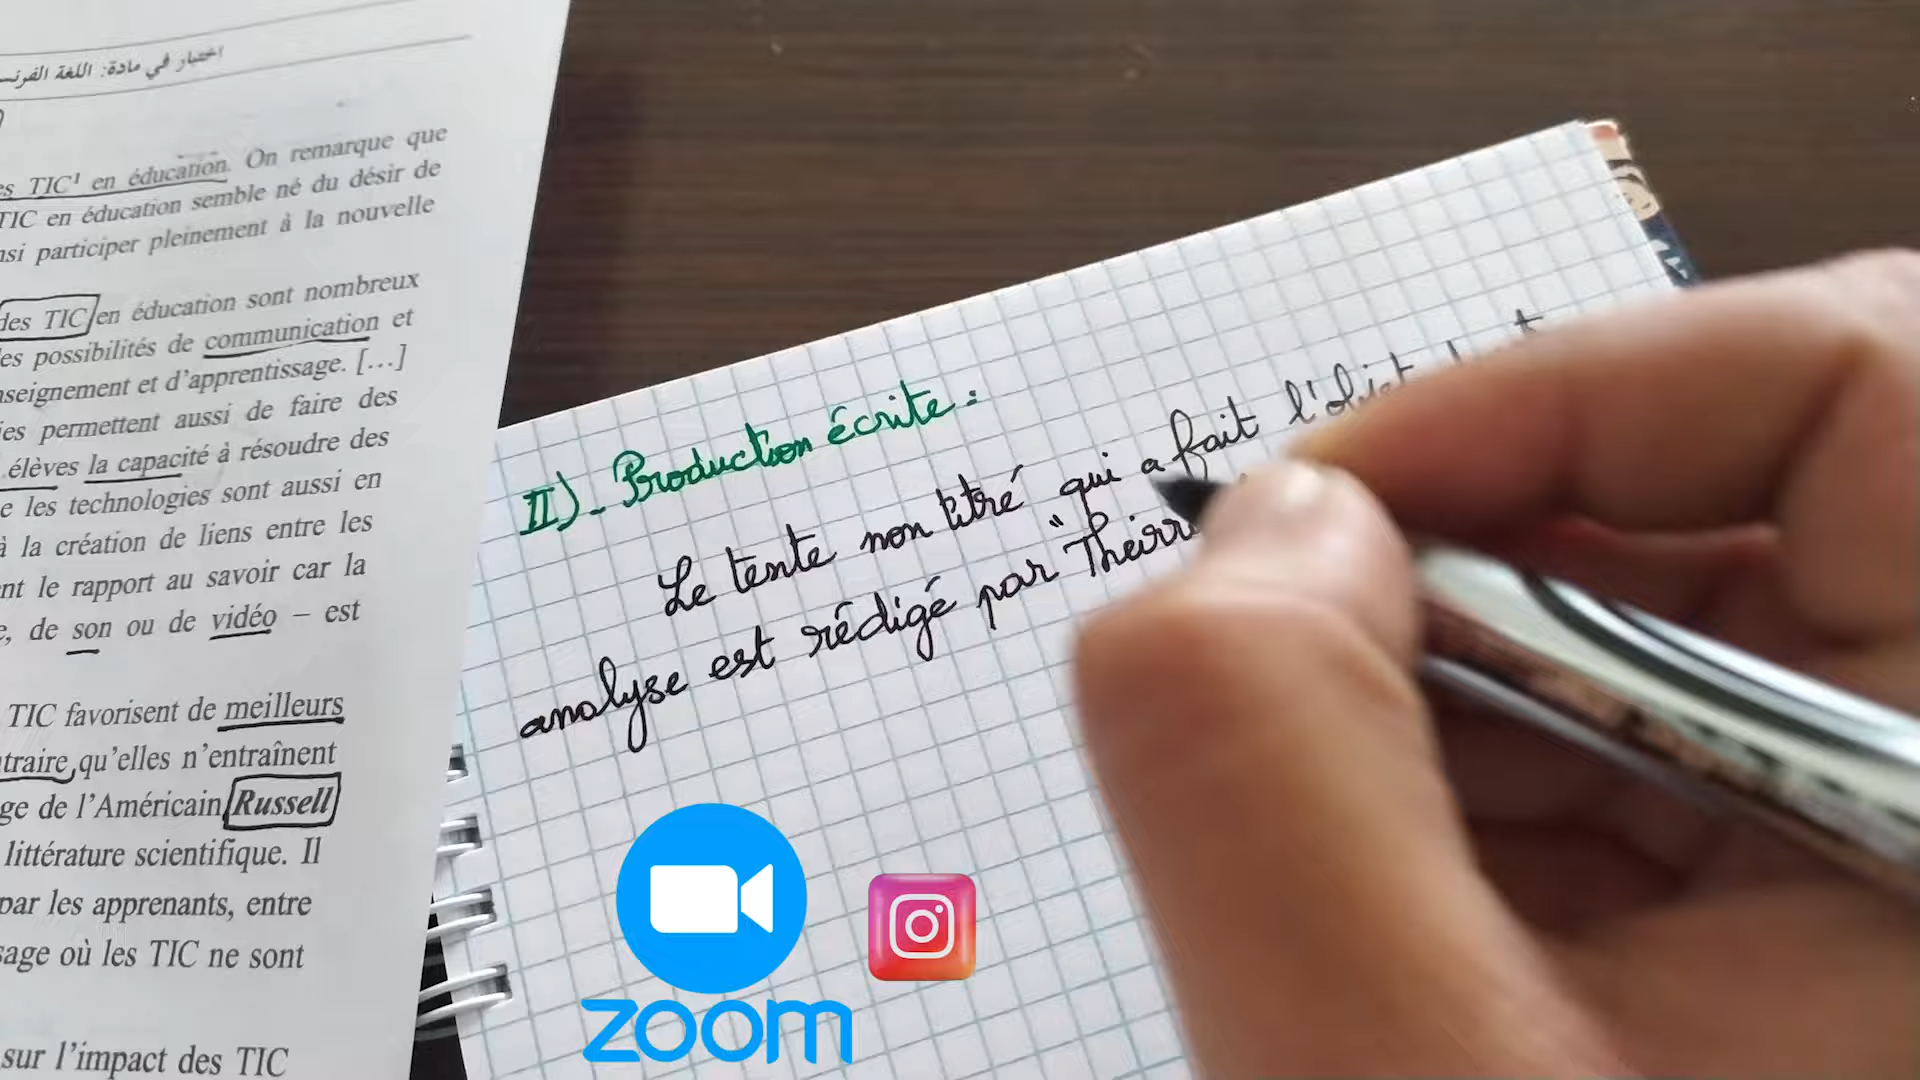 اختبار في مادة: اللغة الفرنس
es TIC¹ en éducation. On remarque que
TIC en éducation semble né du désir de
nsi participer pleinement à la nouvelle
des TIC en éducation sont nombreux
es possibilités de communication et
nseignement et d'apprentissage. [...]
ies permettent aussi de faire des
élèves la capacité à résoudre des
e les technologies sont aussi en
à la création de liens entre les
nt le rapport au savoir car la
e, de son ou de vidéo – est
TIC favorisent de meilleurs
traire, qu'elles n'entraînent
ge de l'Américain Russell
littérature scientifique. Il
par les apprenants, entre
sage où les TIC ne sont
sur l'impact des TIC
II)_ Production écrite :
Le texte non titré qui a fait l'objet
analyse est rédigé par "Theirr
zoom